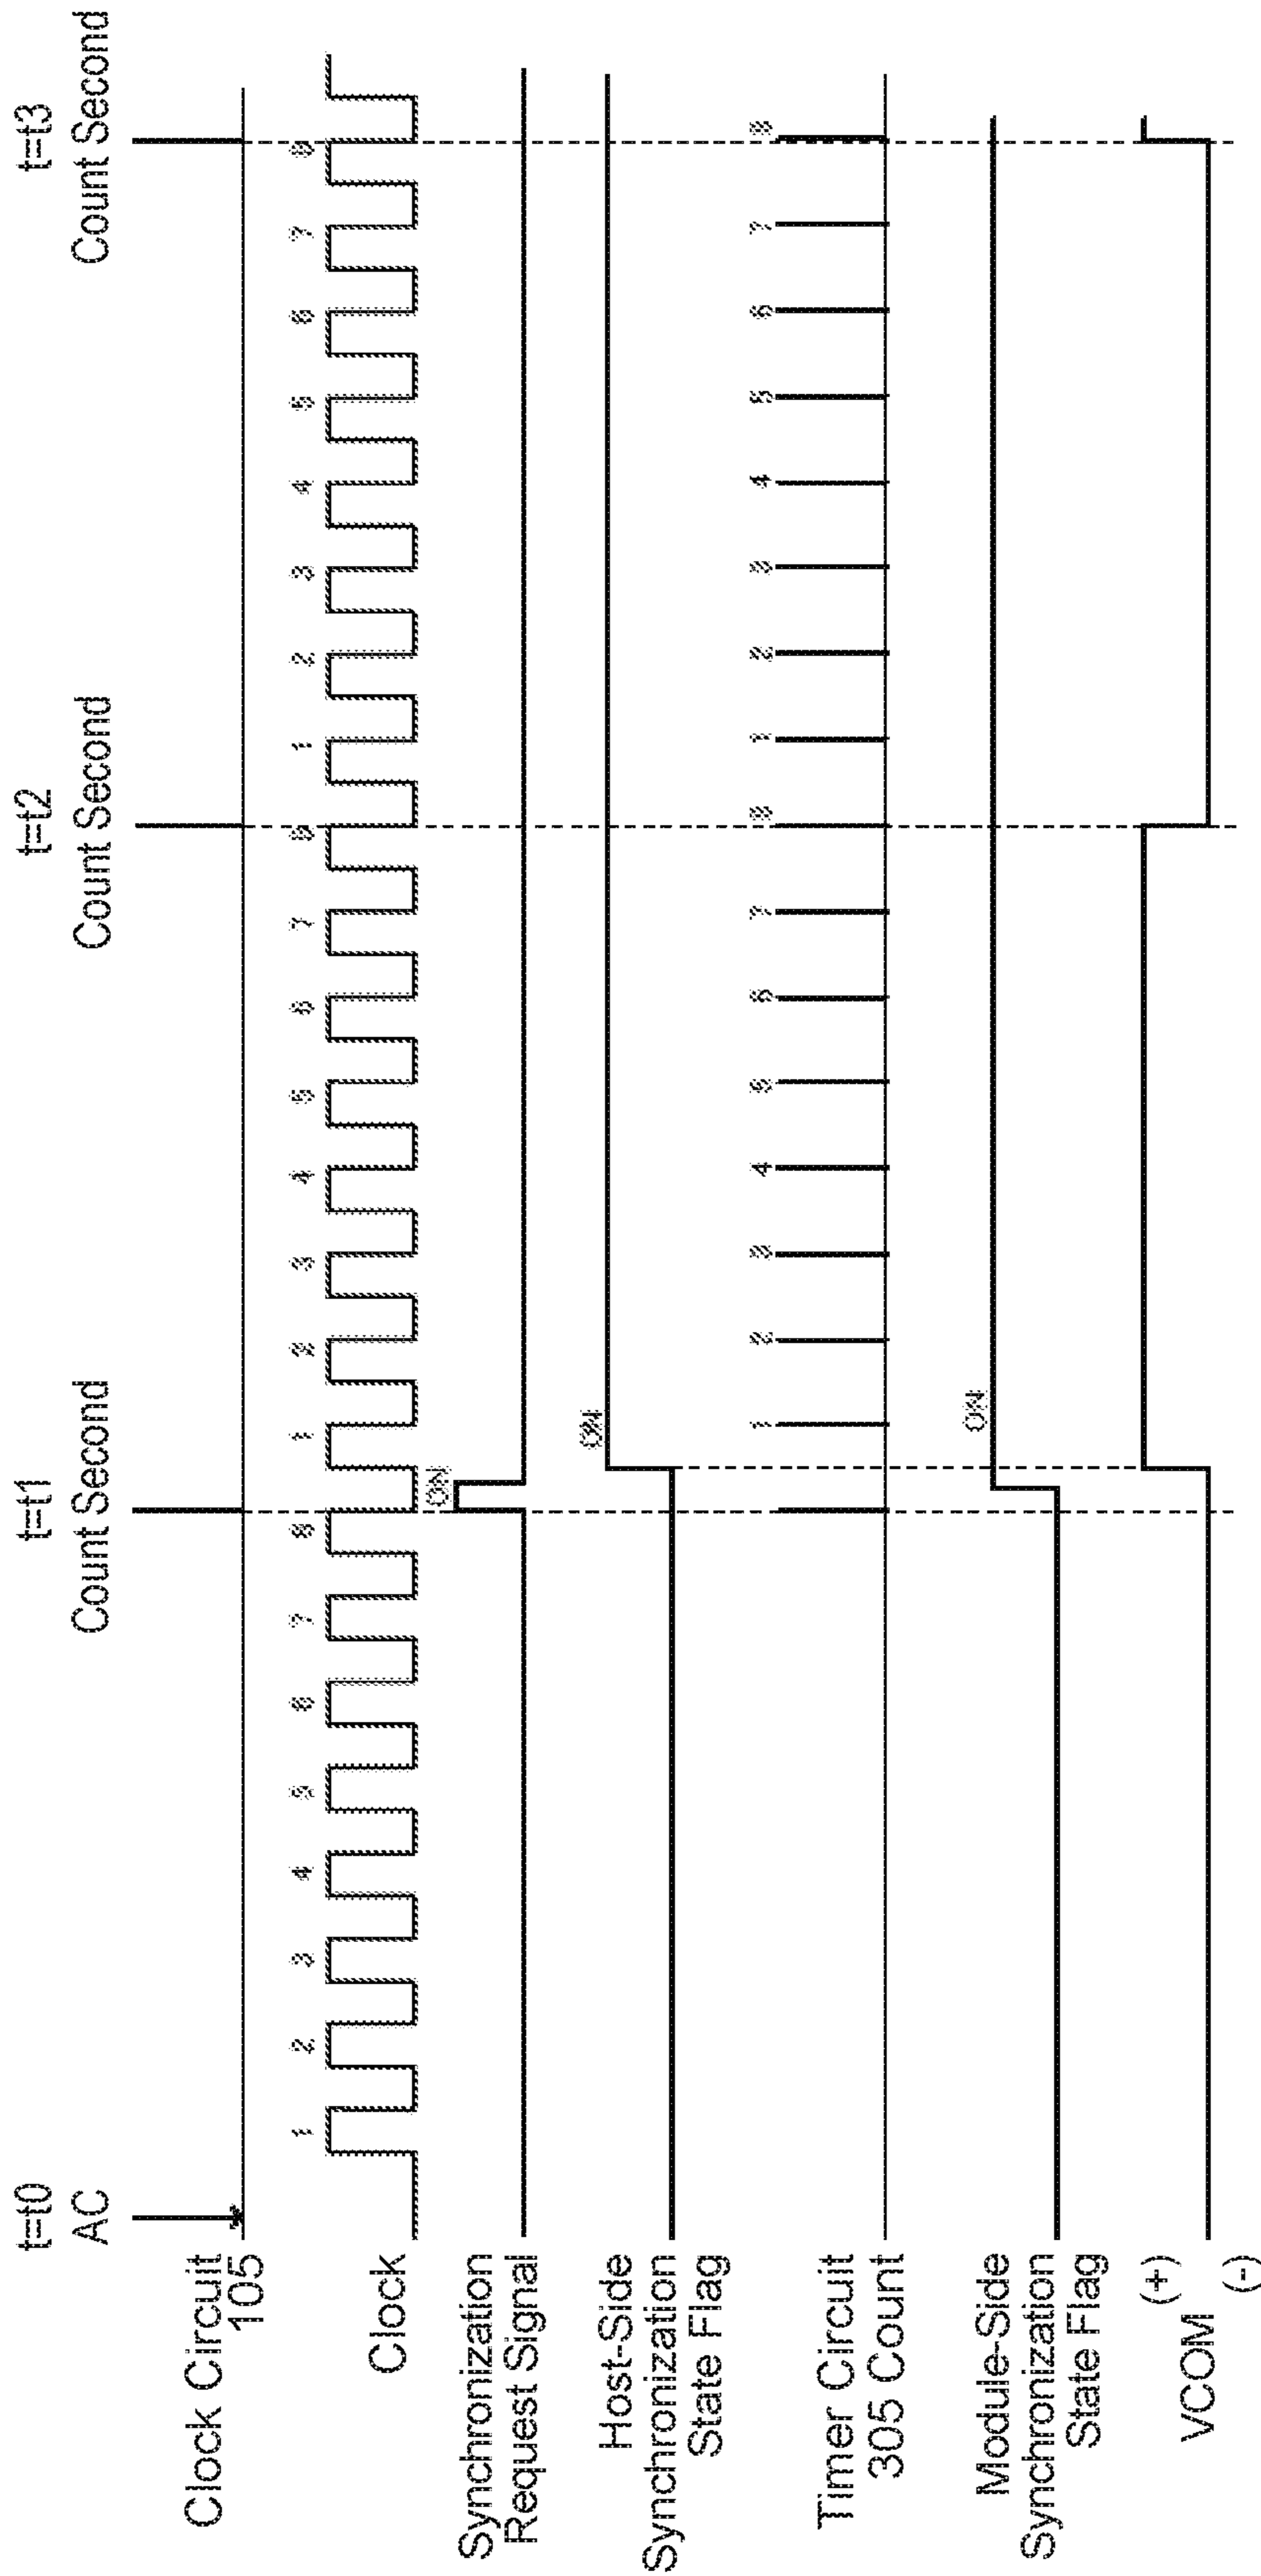 t=t0 t=t1 t=t2 t=t3
AC Count Second Count Second Count Second
Clock Circuit
105
1 2 3 4 5 6 7 8 1 2 3 4 5 6 7 8 1 2 3 4 5 6 7 8
Clock
ON
Synchronization
Request Signal
ON
Host-Side
Synchronization
State Flag
1 2 3 4 5 6 7 8 1 2 3 4 5 6 7 8
Timer Circuit
305 Count
ON
Module-Side
Synchronization
State Flag
(+)
VCOM
(-)